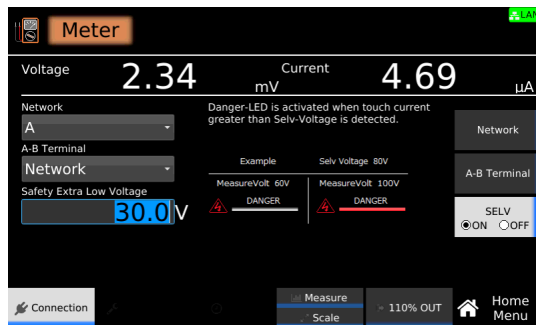 LAN
Meter
Voltage 2.34 mV Current 4.69 μA
Network
A
A-B Terminal
Network
Safety Extra Low Voltage
30.0 V
Danger-LED is activated when touch current
greater than Selv-Voltage is detected.
Example Selv Voltage 80V
MeasureVolt 60V MeasureVolt 100V
DANGER DANGER
Network
A-B Terminal
SELV
ON OFF
Connection
Measure
Scale
110% OUT
Home
Menu